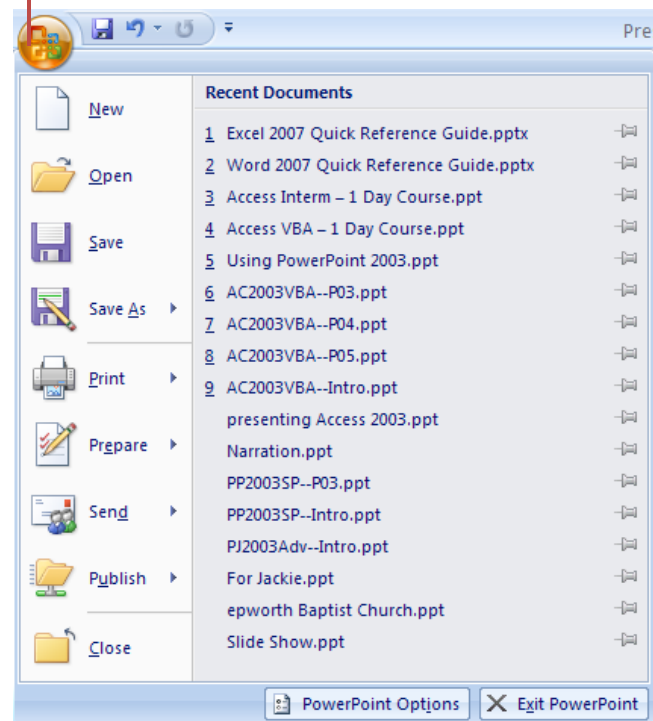 Pre
New
Open
Save
Save As
Print
Prepare
Send
Publish
Close
Recent Documents
1 Excel 2007 Quick Reference Guide.pptx
2 Word 2007 Quick Reference Guide.pptx
3 Access Interm – 1 Day Course.ppt
4 Access VBA – 1 Day Course.ppt
5 Using PowerPoint 2003.ppt
6 AC2003VBA--P03.ppt
7 AC2003VBA--P04.ppt
8 AC2003VBA--P05.ppt
9 AC2003VBA--Intro.ppt
presenting Access 2003.ppt
Narration.ppt
PP2003SP--P03.ppt
PP2003SP--Intro.ppt
PJ2003Adv--Intro.ppt
For Jackie.ppt
epworth Baptist Church.ppt
Slide Show.ppt
PowerPoint Options
Exit PowerPoint